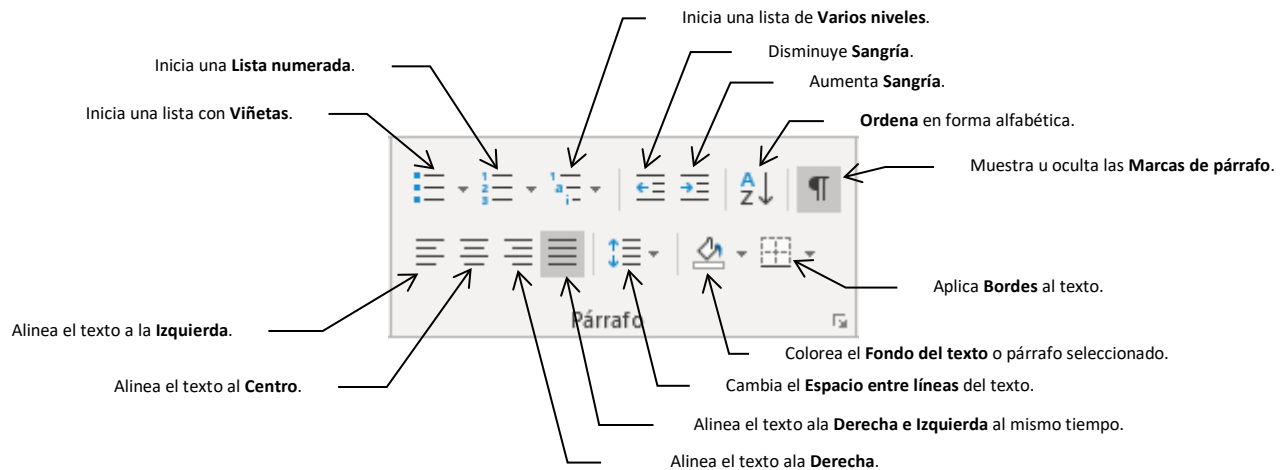 Inicia una lista de Varios niveles.
Disminuye Sangría.
Inicia una Lista numerada.
Aumenta Sangría.
Inicia una lista con Viñetas.
Ordena en forma alfabética.
Muestra u oculta las Marcas de párrafo.
Aplica Bordes al texto.
Párrafo
Alinea el texto a la Izquierda.
Colorea el Fondo del texto o párrafo seleccionado.
Alinea el texto al Centro.
Cambia el Espacio entre líneas del texto.
Alinea el texto ala Derecha e Izquierda al mismo tiempo.
Alinea el texto ala Derecha.